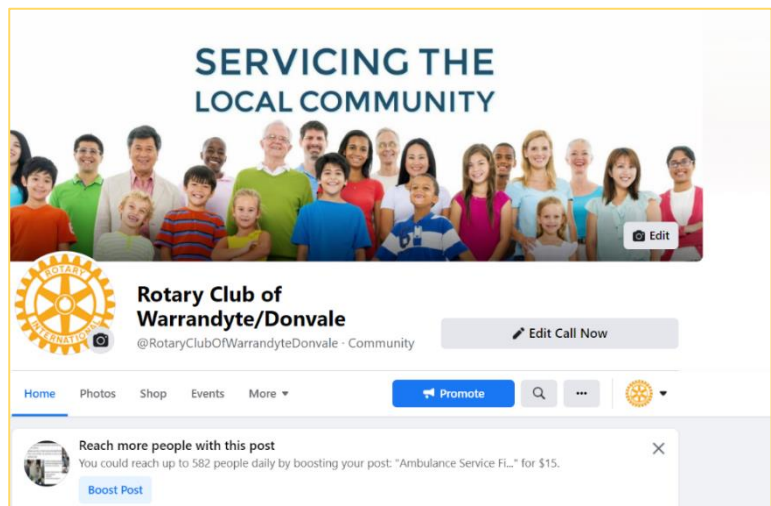 SERVICING THE
LOCAL COMMUNITY
Edit
ROTARY
INTERNATIONAL
Rotary Club of
Warrandyte/Donvale
@RotaryClubOfWarrandyteDonvale · Community
Edit Call Now
Home Photos Shop Events More
Promote
Reach more people with this post
You could reach up to 582 people daily by boosting your post: "Ambulance Service Fi..." for $15.
Boost Post